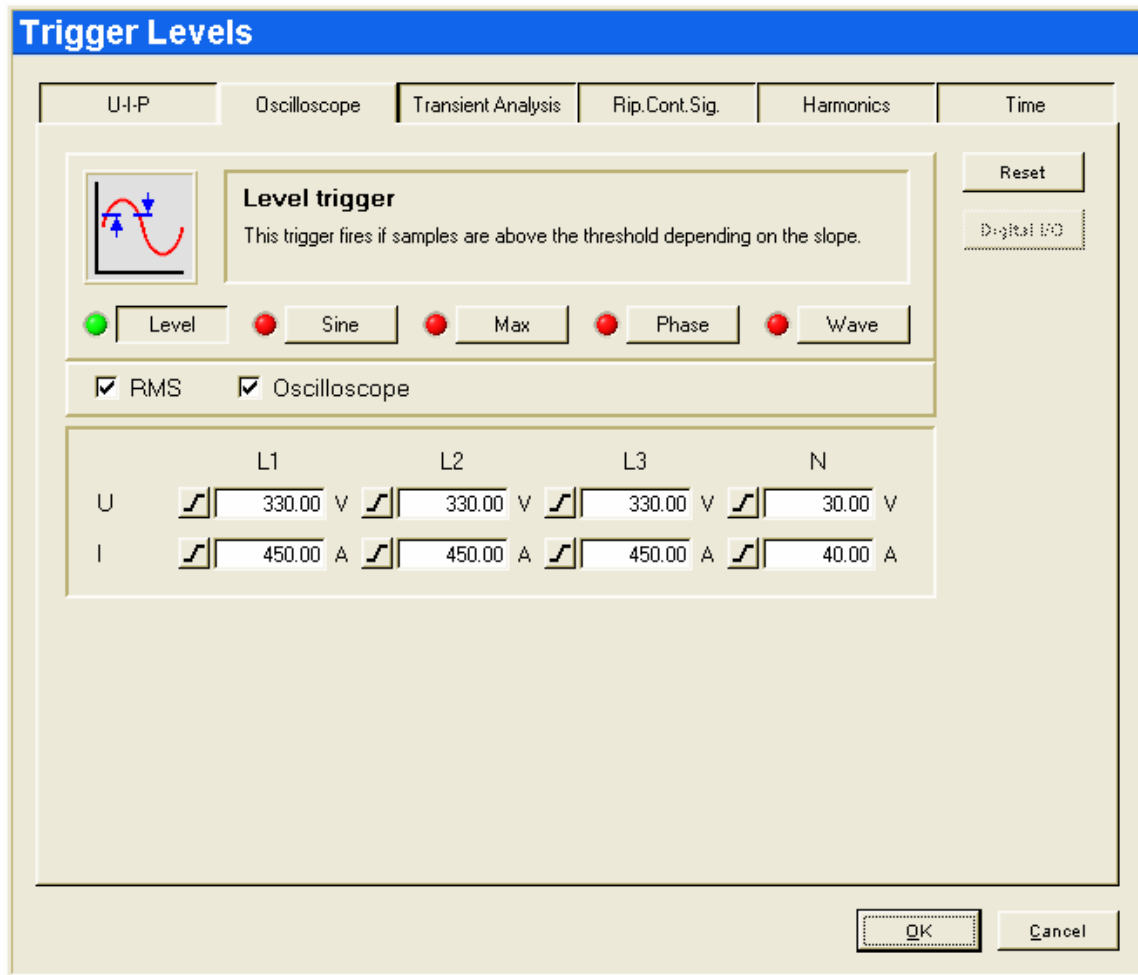 Trigger Levels
U-I-P Oscilloscope Transient Analysis Rip.Cont.Sig. Harmonics Time
Reset
Level trigger
This trigger fires if samples are above the threshold depending on the slope.
Digital I/O
Level Sine Max Phase Wave
RMS Oscilloscope
L1 L2 L3 N
U 330.00 V 330.00 V 330.00 V 30.00 V
I 450.00 A 450.00 A 450.00 A 40.00 A
OK Cancel